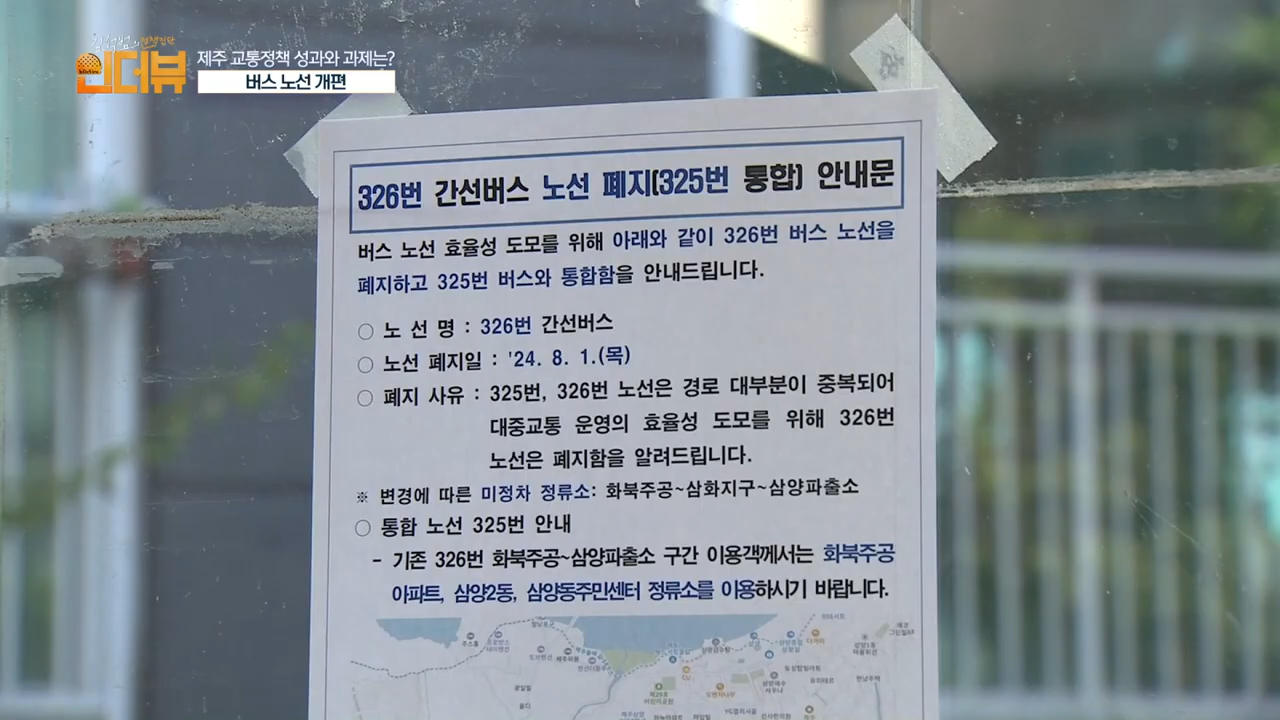 인더뷰
제주 교통정책 성과와 과제는?
버스 노선 개편
326번 간선버스 노선 폐지(325번 통합) 안내문
버스 노선 효율성 도모를 위해 아래와 같이 326번 버스 노선을
폐지하고 325번 버스와 통합함을 안내드립니다.
○ 노 선 명 : 326번 간선버스
○ 노선 폐지일 : '24. 8. 1.(목)
○ 폐지 사유 : 325번, 326번 노선은 경로 대부분이 중복되어
대중교통 운영의 효율성 도모를 위해 326번
노선은 폐지함을 알려드립니다.
※ 변경에 따른 미정차 정류소: 화북주공~삼화지구~삼양파출소
○ 통합 노선 325번 안내
- 기존 326번 화북주공~삼양파출소 구간 이용객께서는 화북주공
아파트, 삼양2동, 삼양동주민센터 정류소를 이용하시기 바랍니다.
CU